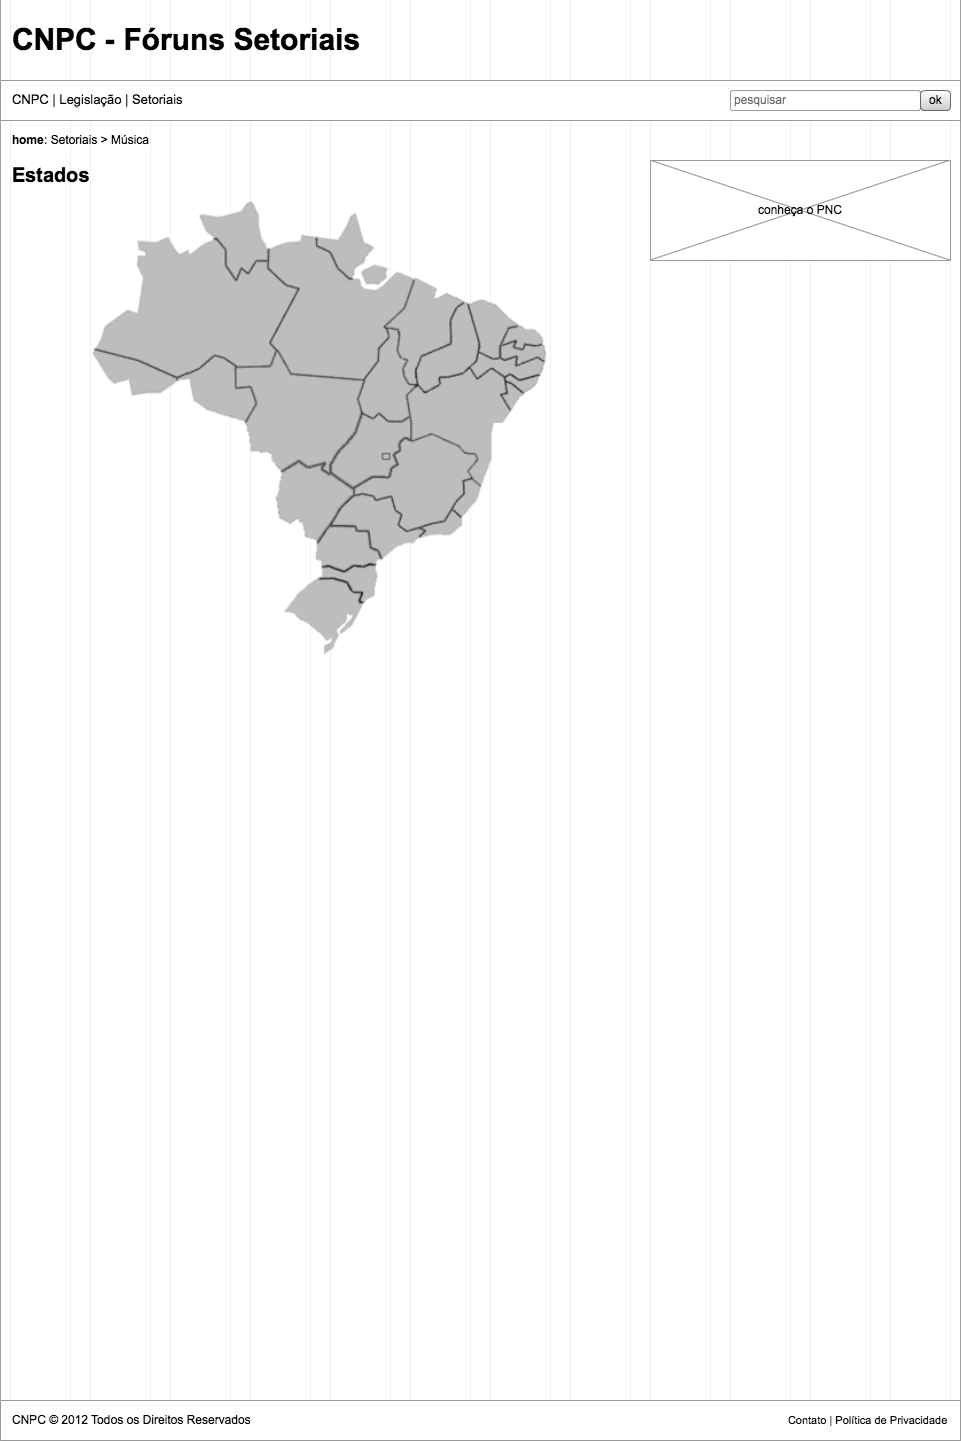 CNPC - Fóruns Setoriais
CNPC | Legislação | Setoriais
pesquisar
ok
home: Setoriais > Música
Estados
conheça o PNC
CNPC © 2012 Todos os Direitos Reservados
Contato | Política de Privacidade